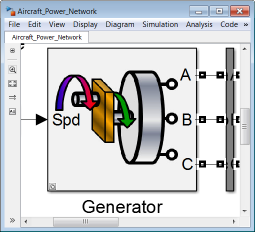 Aircraft_Power_Network
File Edit View Display Diagram Simulation Analysis Code »
Aircraft_Power_Network
A
Spd
B
C
Generator